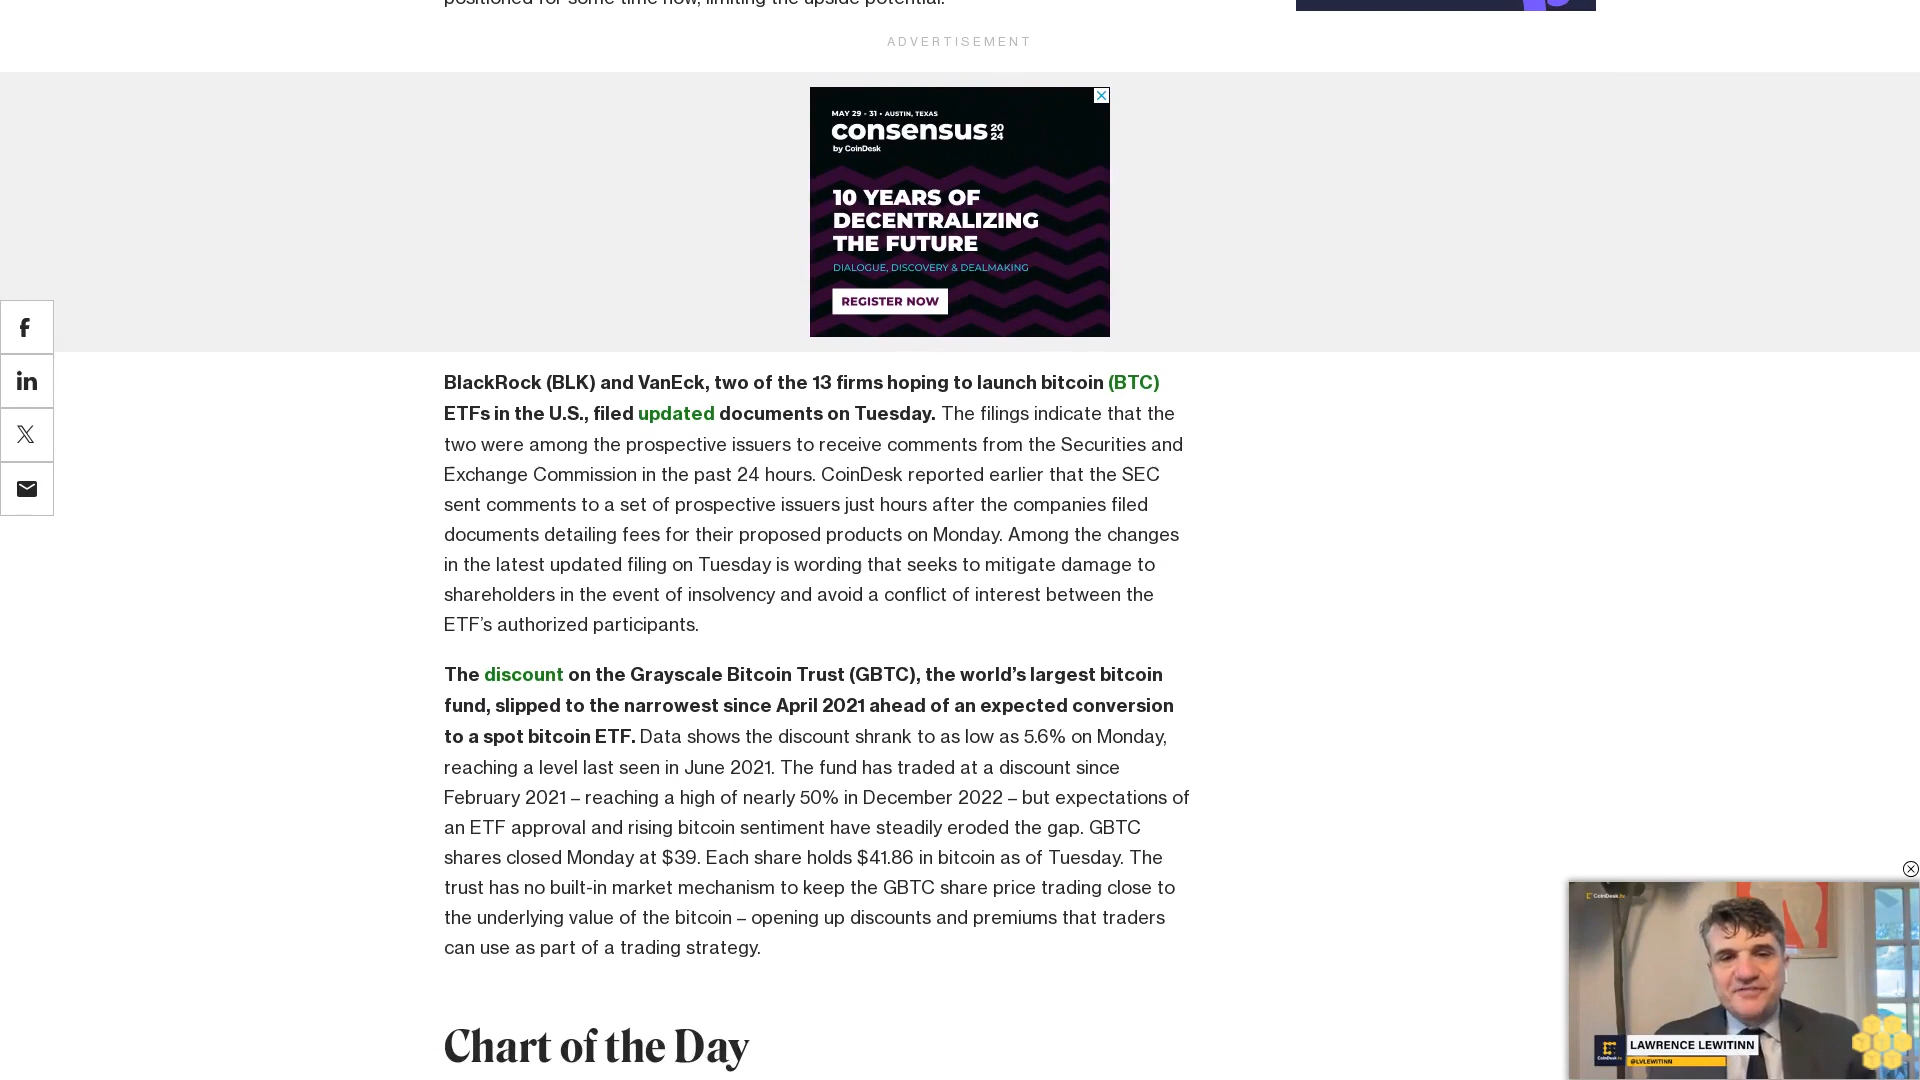 positioned for some time now, limiting the upside potential.
ADVERTISEMENT
MAY 29 - 31 • AUSTIN, TEXAS
consensus 2024
by CoinDesk
10 YEARS OF
DECENTRALIZING
THE FUTURE
DIALOGUE, DISCOVERY & DEALMAKING
REGISTER NOW
BlackRock (BLK) and VanEck, two of the 13 firms hoping to launch bitcoin (BTC)
ETFs in the U.S., filed updated documents on Tuesday. The filings indicate that the
two were among the prospective issuers to receive comments from the Securities and
Exchange Commission in the past 24 hours. CoinDesk reported earlier that the SEC
sent comments to a set of prospective issuers just hours after the companies filed
documents detailing fees for their proposed products on Monday. Among the changes
in the latest updated filing on Tuesday is wording that seeks to mitigate damage to
shareholders in the event of insolvency and avoid a conflict of interest between the
ETF’s authorized participants.
The discount on the Grayscale Bitcoin Trust (GBTC), the world’s largest bitcoin
fund, slipped to the narrowest since April 2021 ahead of an expected conversion
to a spot bitcoin ETF. Data shows the discount shrank to as low as 5.6% on Monday,
reaching a level last seen in June 2021. The fund has traded at a discount since
February 2021 – reaching a high of nearly 50% in December 2022 – but expectations of
an ETF approval and rising bitcoin sentiment have steadily eroded the gap. GBTC
shares closed Monday at $39. Each share holds $41.86 in bitcoin as of Tuesday. The
trust has no built-in market mechanism to keep the GBTC share price trading close to
the underlying value of the bitcoin – opening up discounts and premiums that traders
can use as part of a trading strategy.
Chart of the Day
CoinDesk
LAWRENCE LEWITINN
@LVLEWITINN
CoinDesk